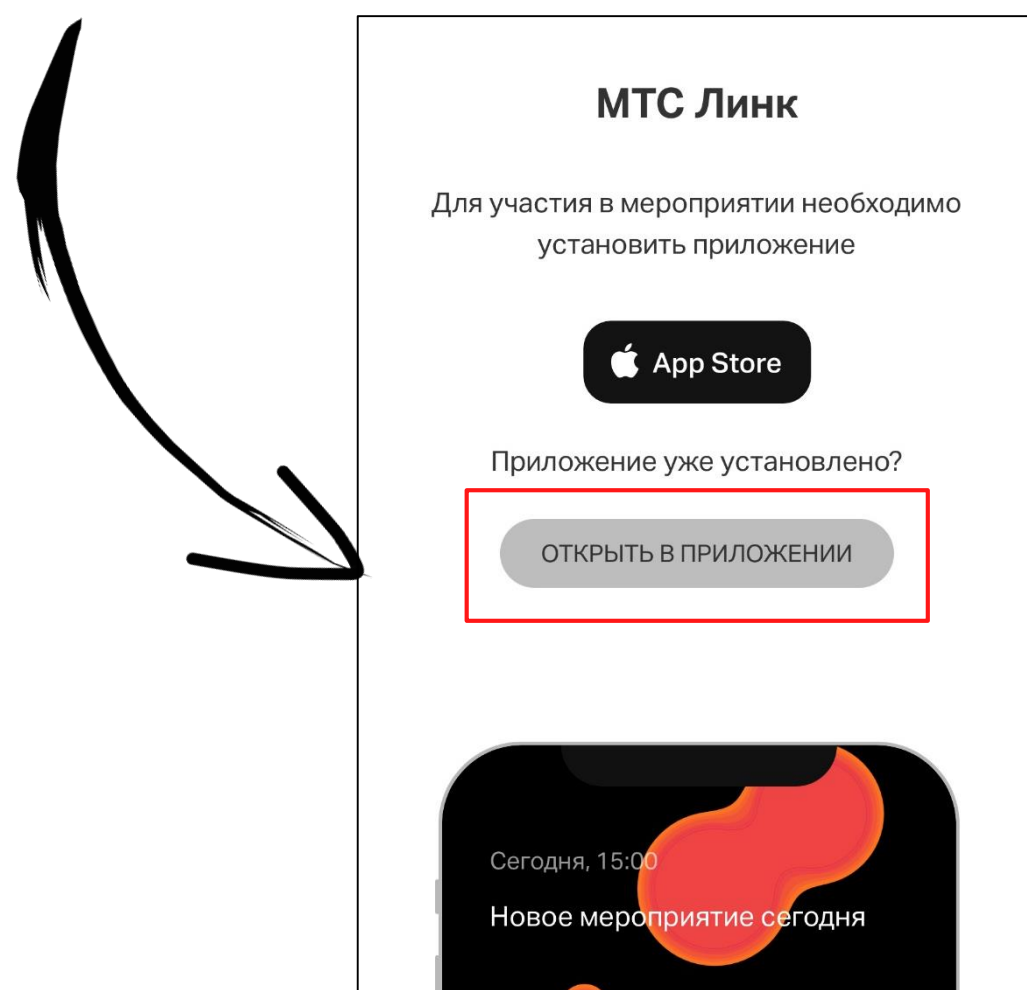 МТС Линк
Для участия в мероприятии необходимо
установить приложение
App Store
Приложение уже установлено?
ОТКРЫТЬ В ПРИЛОЖЕНИИ
Сегодня, 15:00
Новое мероприятие сегодня